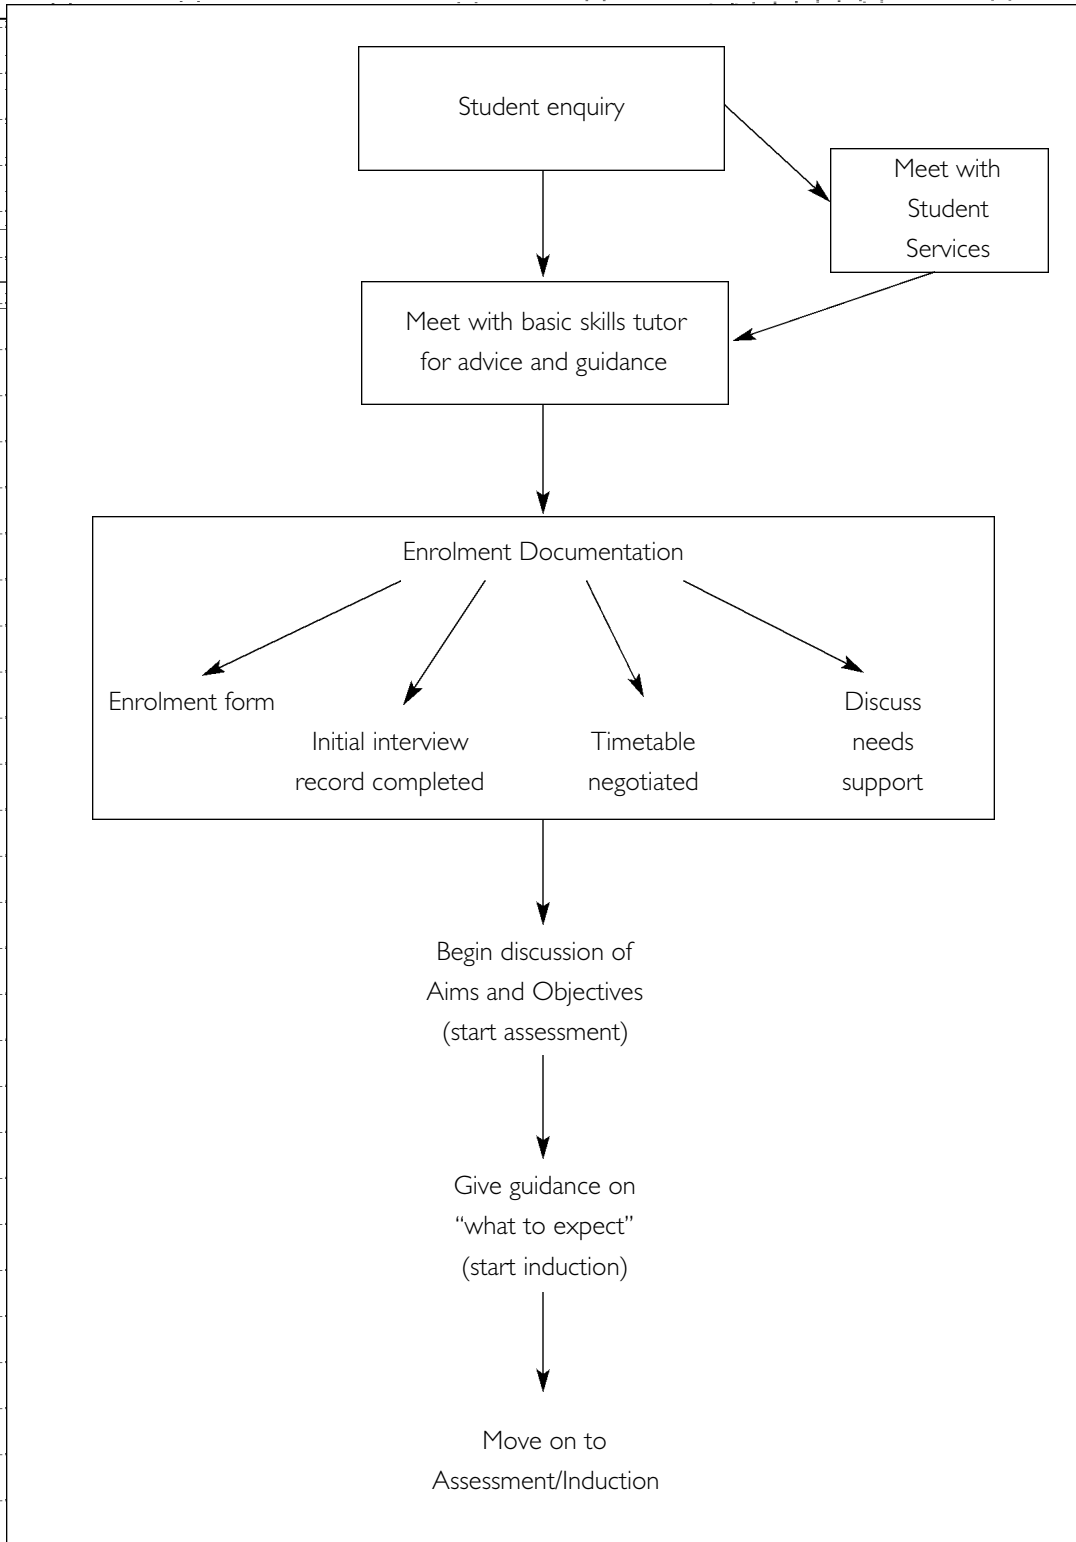 Student enquiry
Meet with
Student
Services
Meet with basic skills tutor
for advice and guidance
Enrolment Documentation
Enrolment form
Initial interview
record completed
Timetable
negotiated
Discuss
needs
support
Begin discussion of
Aims and Objectives
(start assessment)
Give guidance on
“what to expect”
(start induction)
Move on to
Assessment/Induction